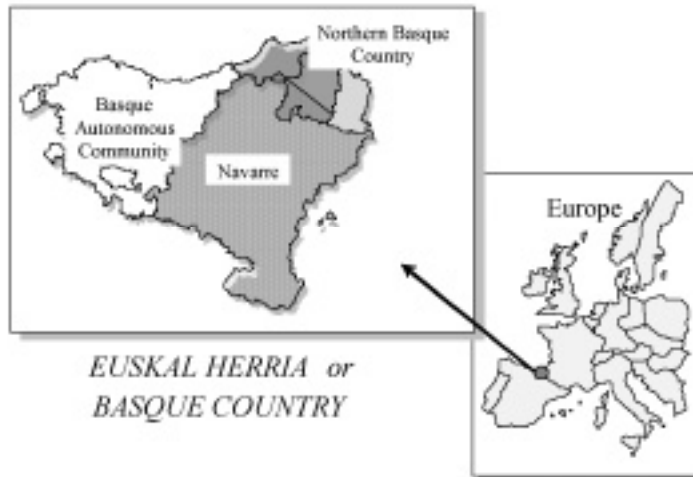 Northern Basque
Country
Basque
Autonomous
Community
Navarre
Europe
EUSKAL HERRIA or
BASQUE COUNTRY